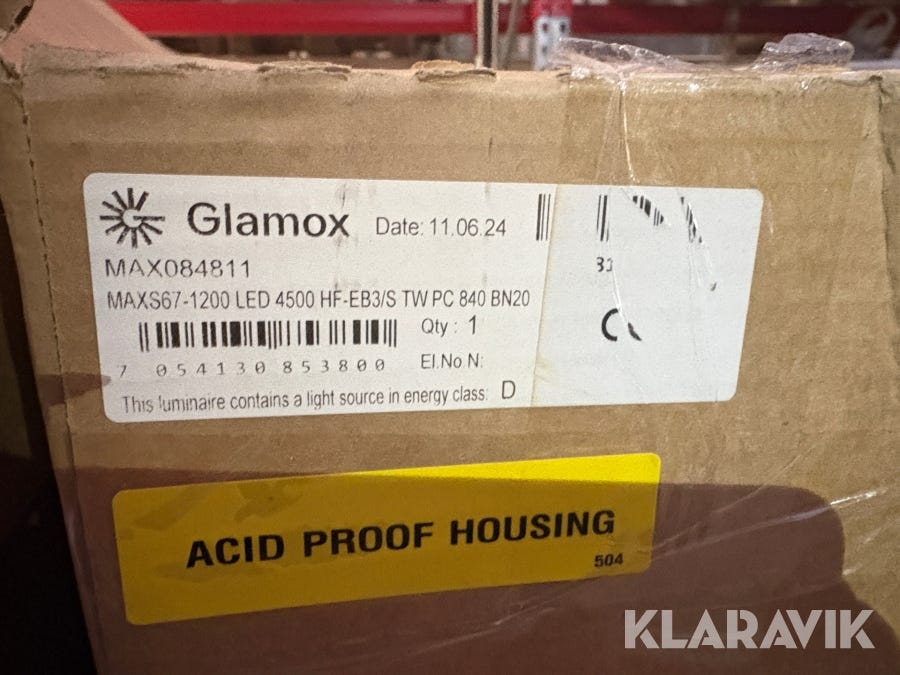 Glamox Date: 11.06.24
MAX084811
MAXS67-1200 LED 4500 HF-EB3/S TW PC 840 BN20
Qty : 1
7 054130 853800
El.No N:
This luminaire contains a light source in energy class: D
ACID PROOF HOUSING
504
KLARAVIK